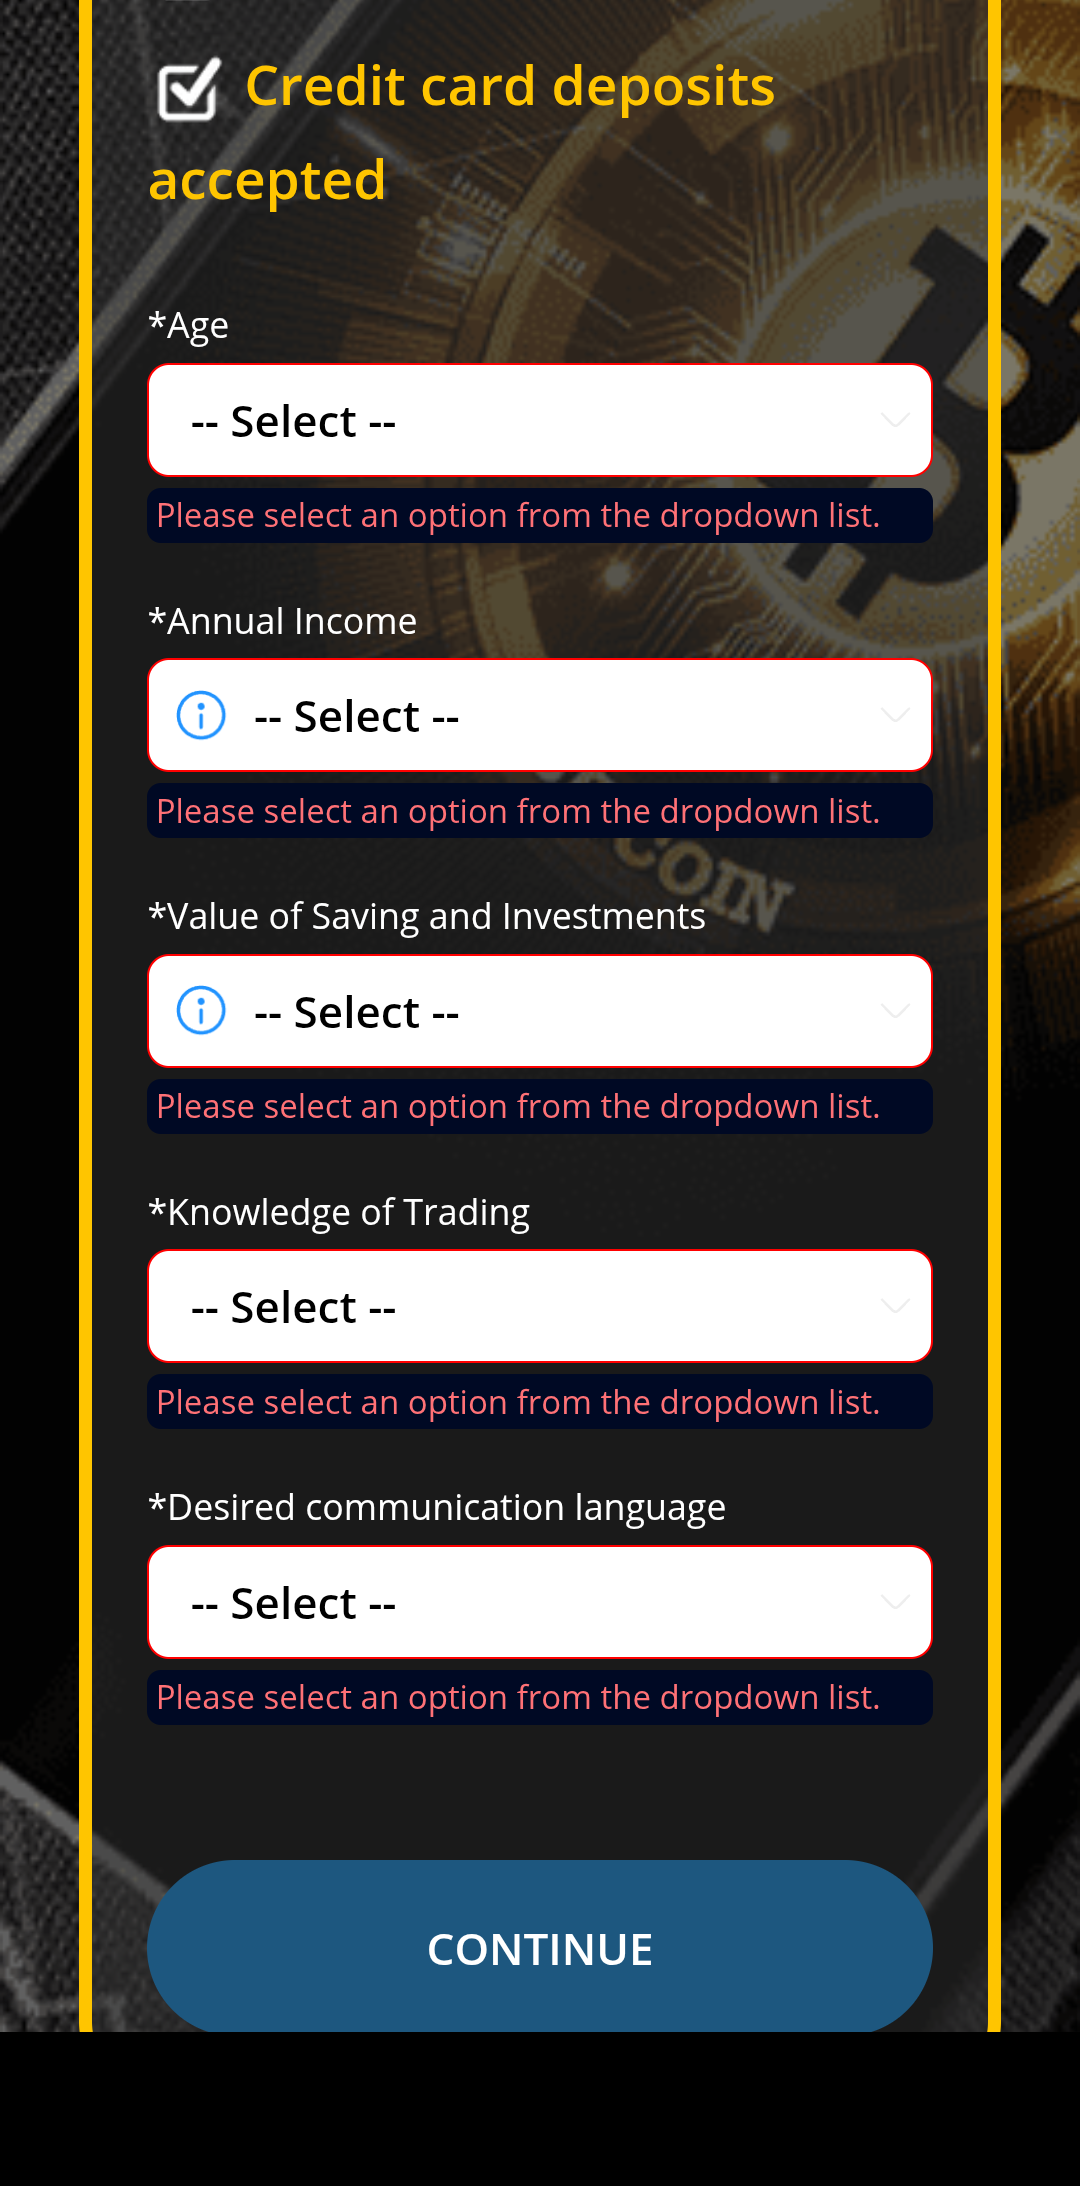 Credit card deposits
accepted
*Age
-- Select --
Please select an option from the dropdown list.
*Annual Income
-- Select --
Please select an option from the dropdown list.
COIN
*Value of Saving and Investments
-- Select --
Please select an option from the dropdown list.
*Knowledge of Trading
-- Select --
Please select an option from the dropdown list.
*Desired communication language
-- Select --
Please select an option from the dropdown list.
CONTINUE